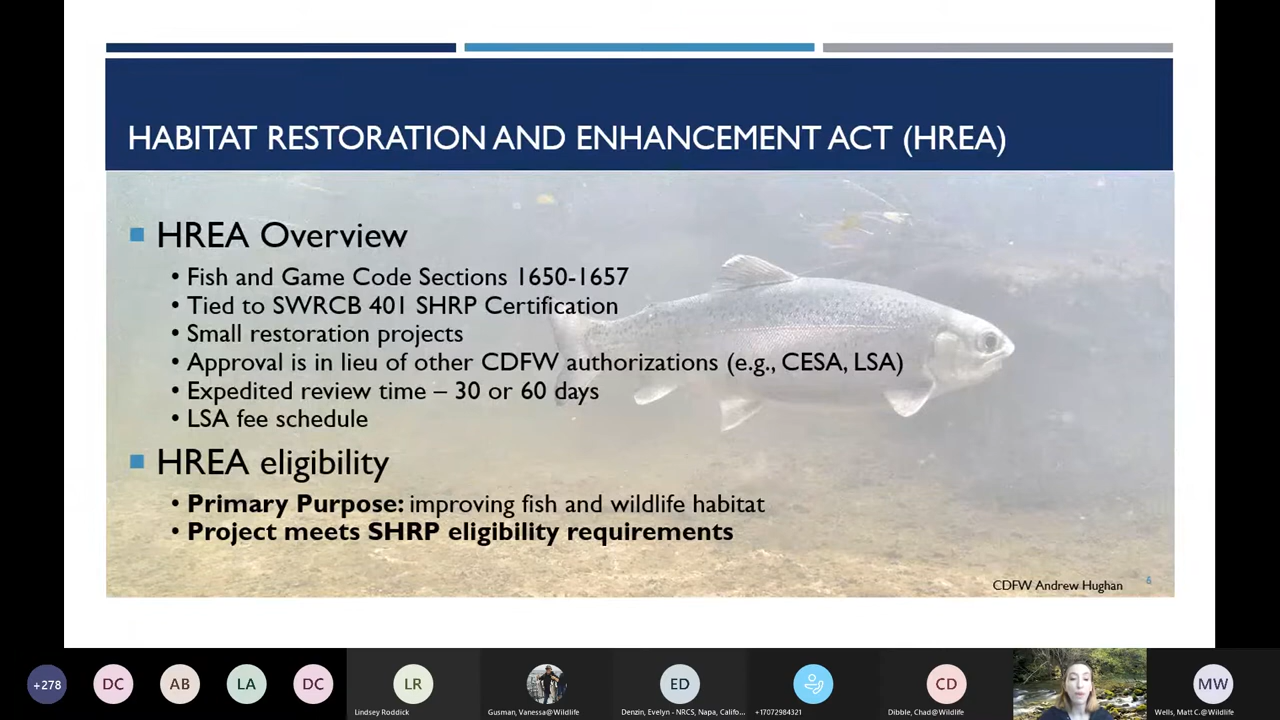 HABITAT RESTORATION AND ENHANCEMENT ACT (HREA)
HREA Overview
• Fish and Game Code Sections 1650-1657
• Tied to SWRCB 401 SHRP Certification
• Small restoration projects
• Approval is in lieu of other CDFW authorizations (e.g., CESA, LSA)
• Expedited review time – 30 or 60 days
• LSA fee schedule
HREA eligibility
• Primary Purpose: improving fish and wildlife habitat
• Project meets SHRP eligibility requirements
CDFW Andrew Hughan
6
+278
DC
AB
LA
DC
LR
ED
CD
MW
Lindsey Roddick
Gusman, Vanessa@Wildlife
Denzin, Evelyn - NRCS, Napa, Califo...
+17072984321
Dibble, Chad@Wildlife
Wells, Matt C.@Wildlife